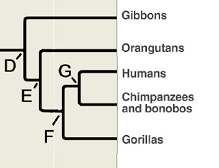 Gibbons
D
Orangutans
E
G
Humans
Chimpanzees
and bonobos
F
Gorillas